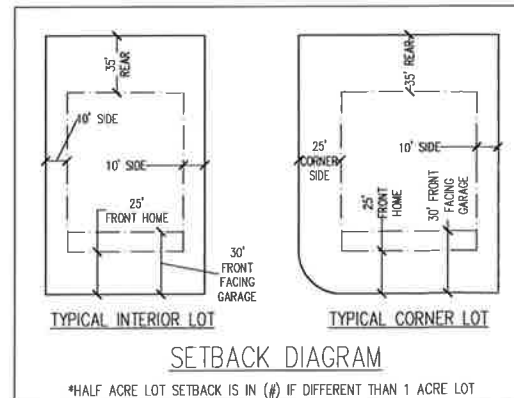 35'
REAR
10' SIDE
10' SIDE
25'
FRONT HOME
30'
FRONT
FACING
GARAGE
TYPICAL INTERIOR LOT
35'
REAR
25'
CORNER
SIDE
10' SIDE
25'
FRONT
HOME
30' FRONT
FACING
GARAGE
TYPICAL CORNER LOT
SETBACK DIAGRAM
*HALF ACRE LOT SETBACK IS IN (#) IF DIFFERENT THAN 1 ACRE LOT